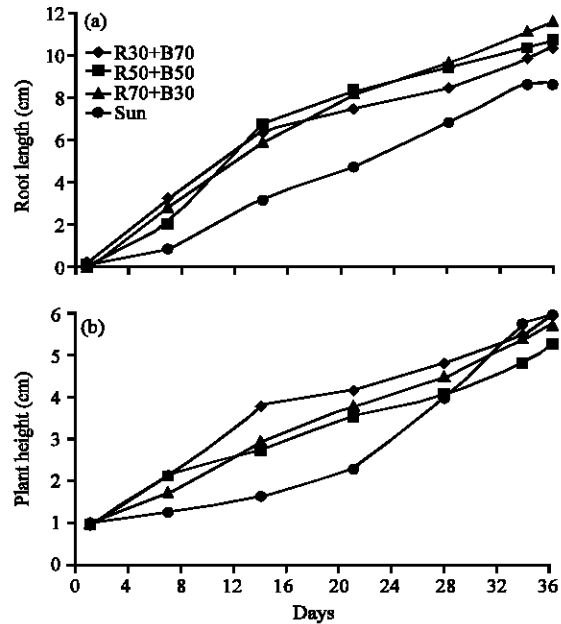 (a)
12
10
8
6
4
2
0
Root length (cm)
R30+B70
R50+B50
R70+B30
Sun
(b)
6
5
4
3
2
1
0
Plant height (cm)
0 4 8 12 16 20 24 28 32 36
Days